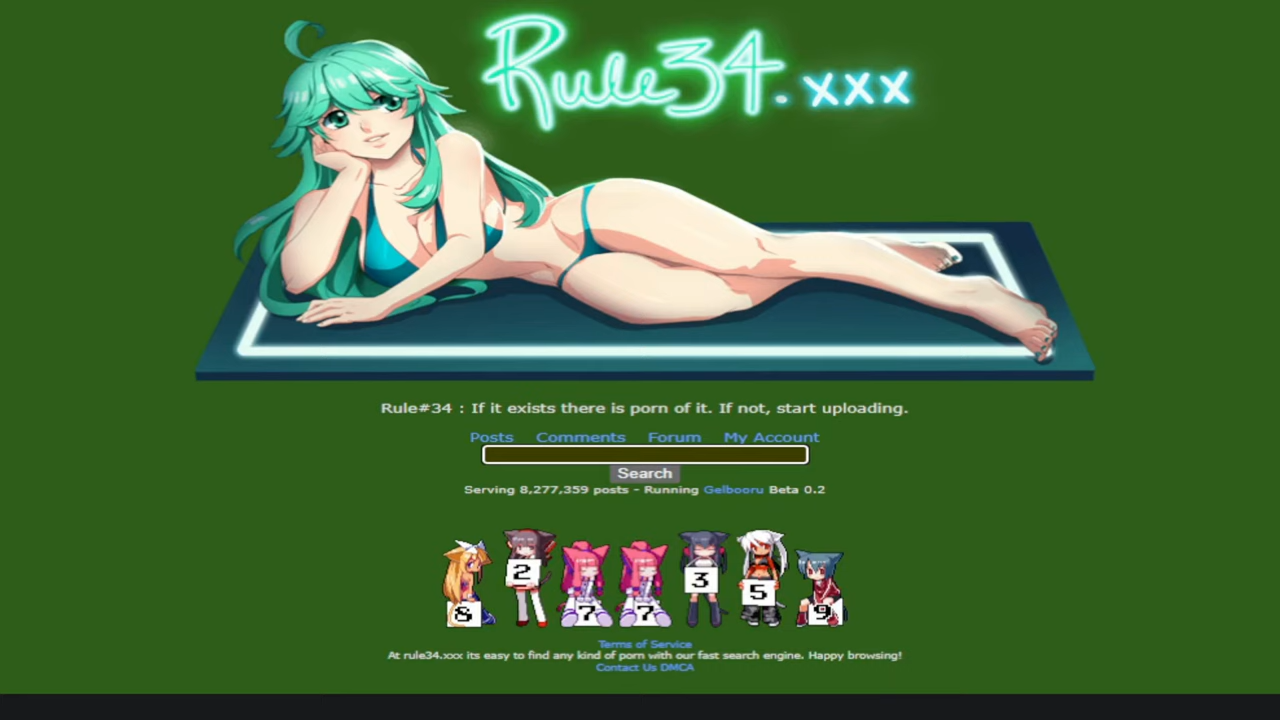 Rule34.xxx
Rule#34 : If it exists there is porn of it. If not, start uploading.
Posts Comments Forum My Account
Search
Serving 8,277,359 posts - Running Gelbooru Beta 0.2
8 2 7 7 3 5 9
Terms of Service
At rule34.xxx its easy to find any kind of porn with our fast search engine. Happy browsing!
Contact Us DMCA